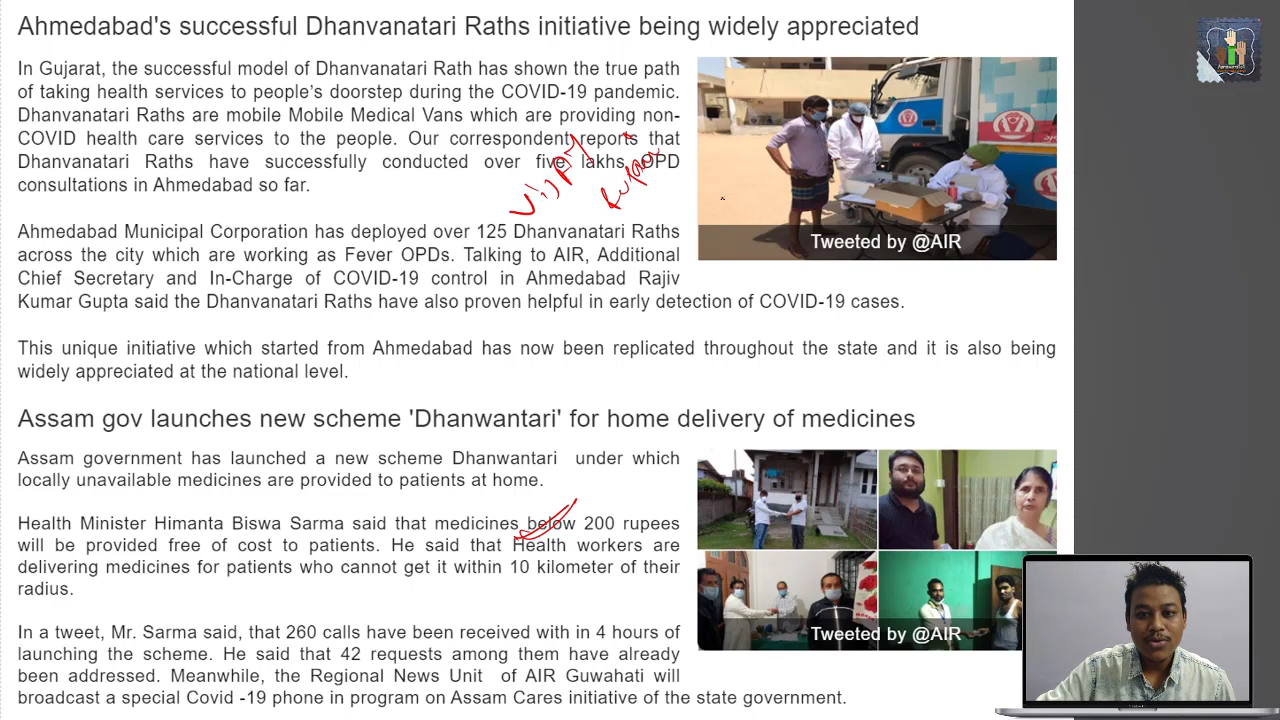 Ahmedabad's successful Dhanvanatari Raths initiative being widely appreciated
In Gujarat, the successful model of Dhanvanatari Rath has shown the true path
of taking health services to people's doorstep during the COVID-19 pandemic.
Dhanvanatari Raths are mobile Mobile Medical Vans which are providing non-
COVID health care services to the people. Our correspondent reports that
Dhanvanatari Raths have successfully conducted over five lakhs OPD
consultations in Ahmedabad so far.
Ahmedabad Municipal Corporation has deployed over 125 Dhanvanatari Raths
across the city which are working as Fever OPDs. Talking to AIR, Additional
Chief Secretary and In-Charge of COVID-19 control in Ahmedabad Rajiv
Kumar Gupta said the Dhanvanatari Raths have also proven helpful in early detection of COVID-19 cases.
Tweeted by @AIR
This unique initiative which started from Ahmedabad has now been replicated throughout the state and it is also being
widely appreciated at the national level.
Assam gov launches new scheme 'Dhanwantari' for home delivery of medicines
Assam government has launched a new scheme Dhanwantari under which
locally unavailable medicines are provided to patients at home.
Health Minister Himanta Biswa Sarma said that medicines below 200 rupees
will be provided free of cost to patients. He said that Health workers are
delivering medicines for patients who cannot get it within 10 kilometer of their
radius.
In a tweet, Mr. Sarma said, that 260 calls have been received with in 4 hours of
launching the scheme. He said that 42 requests among them have already
been addressed. Meanwhile, the Regional News Unit of AIR Guwahati will
broadcast a special Covid -19 phone in program on Assam Cares initiative of the state government.
Tweeted by @AIR